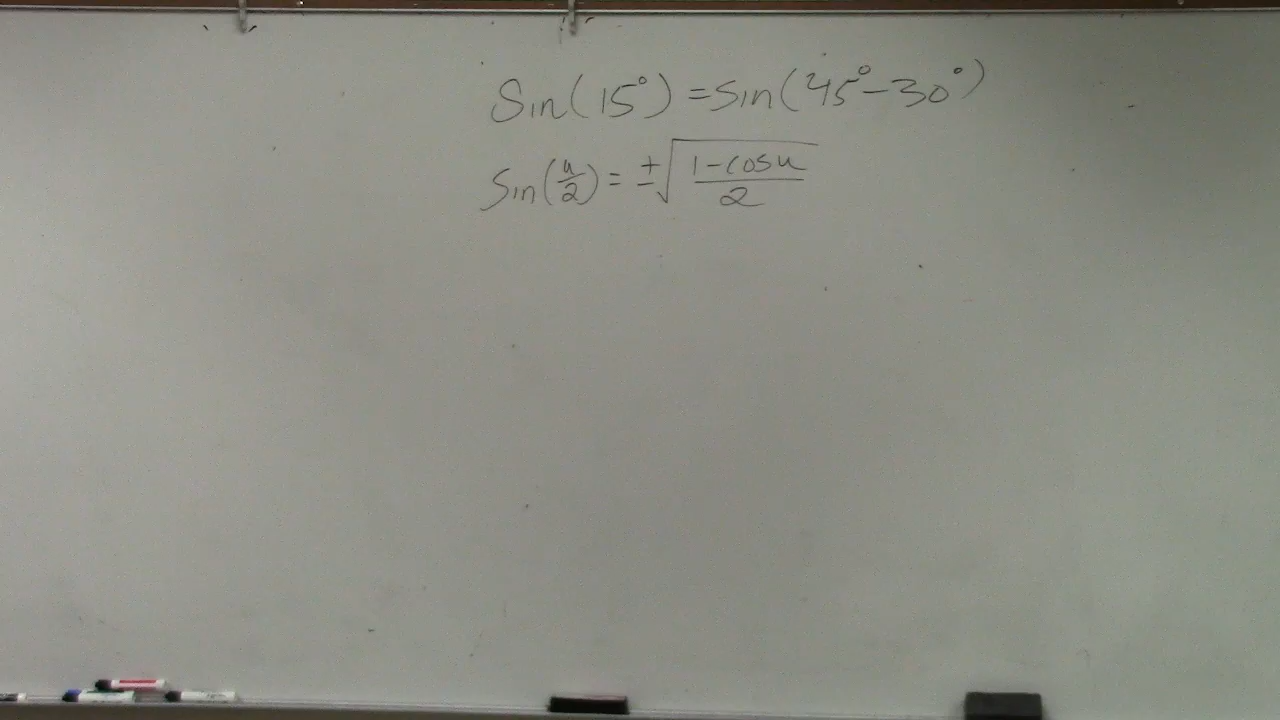 Sin(15°) = Sin(45° - 30°)
Sin(u/2) = ±√((1 - cos u)/2)